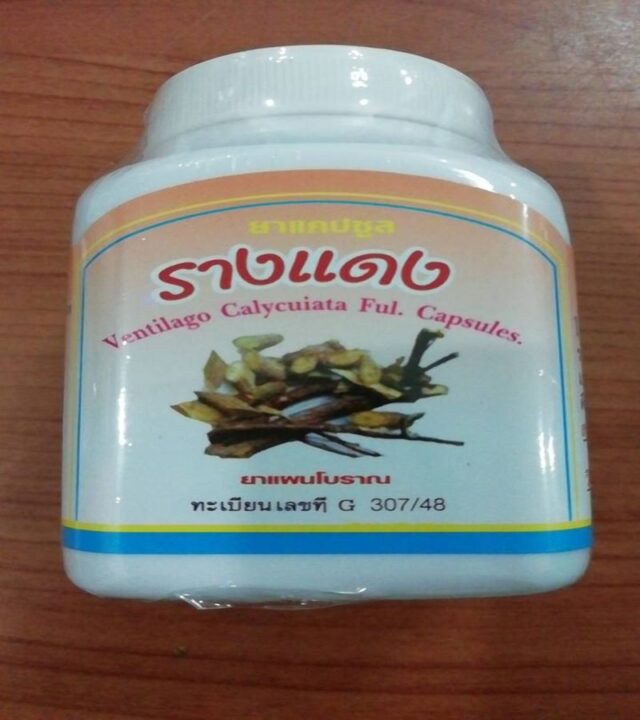 ยาแคปซูล
รางแดง
Ventilago Calycuiata Ful. Capsules.
ยาแผนโบราณ
ทะเบียนเลขที่ G 307/48